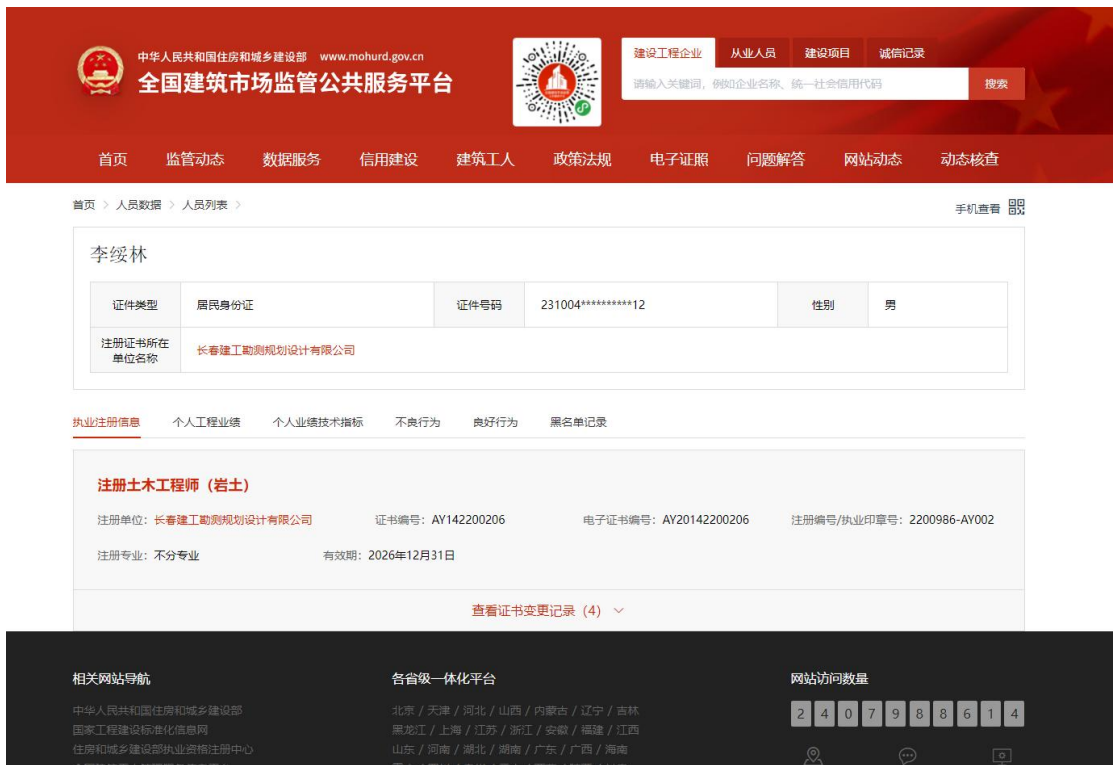 中华人民共和国住房和城乡建设部 www.mohurd.gov.cn
全国建筑市场监管公共服务平台
建设工程企业 从业人员 建设项目 诚信记录
请输入关键词，例如企业名称、统一社会信用代码 搜索
首页 监管动态 数据服务 信用建设 建筑工人 政策法规 电子证照 问题解答 网站动态 动态核查
首页 > 人员数据 > 人员列表 >
手机查看
李绥林
证件类型 居民身份证 证件号码 231004**********12 性别 男
注册证书所在
单位名称
长春建工勘测规划设计有限公司
执业注册信息 个人工程业绩 个人业绩技术指标 不良行为 良好行为 黑名单记录
注册土木工程师（岩土）
注册单位：长春建工勘测规划设计有限公司 证书编号：AY142200206 电子证书编号：AY20142200206 注册编号/执业印章号：2200986-AY002
注册专业：不分专业 有效期：2026年12月31日
查看证书变更记录（4）
相关网站导航 各省级一体化平台 网站访问数量
中华人民共和国住房和城乡建设部 北京 / 天津 / 河北 / 山西 / 内蒙古 / 辽宁 / 吉林 2407988614
国家工程建设标准化信息网 黑龙江 / 上海 / 江苏 / 浙江 / 安徽 / 福建 / 江西
住房和城乡建设部执业资格注册中心 山东 / 河南 / 湖北 / 湖南 / 广东 / 广西 / 海南